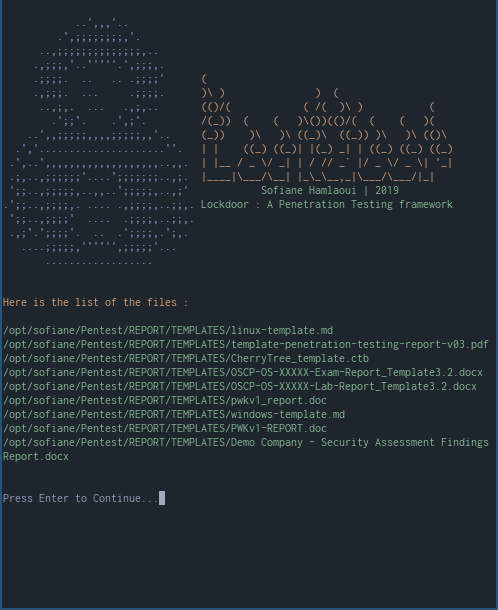 Sofiane Hamlaoui | 2019
Lockdoor : A Penetration Testing framework
Here is the list of the files :
/opt/sofiane/Pentest/REPORT/TEMPLATES/linux-template.md
/opt/sofiane/Pentest/REPORT/TEMPLATES/template-penetration-testing-report-v03.pdf
/opt/sofiane/Pentest/REPORT/TEMPLATES/CherryTree_template.ctb
/opt/sofiane/Pentest/REPORT/TEMPLATES/OSCP-OS-XXXXX-Exam-Report_Template3.2.docx
/opt/sofiane/Pentest/REPORT/TEMPLATES/OSCP-OS-XXXXX-Lab-Report_Template3.2.docx
/opt/sofiane/Pentest/REPORT/TEMPLATES/pwkv1_report.doc
/opt/sofiane/Pentest/REPORT/TEMPLATES/windows-template.md
/opt/sofiane/Pentest/REPORT/TEMPLATES/PWKv1-REPORT.doc
/opt/sofiane/Pentest/REPORT/TEMPLATES/Demo Company - Security Assessment Findings
Report.docx
Press Enter to Continue...